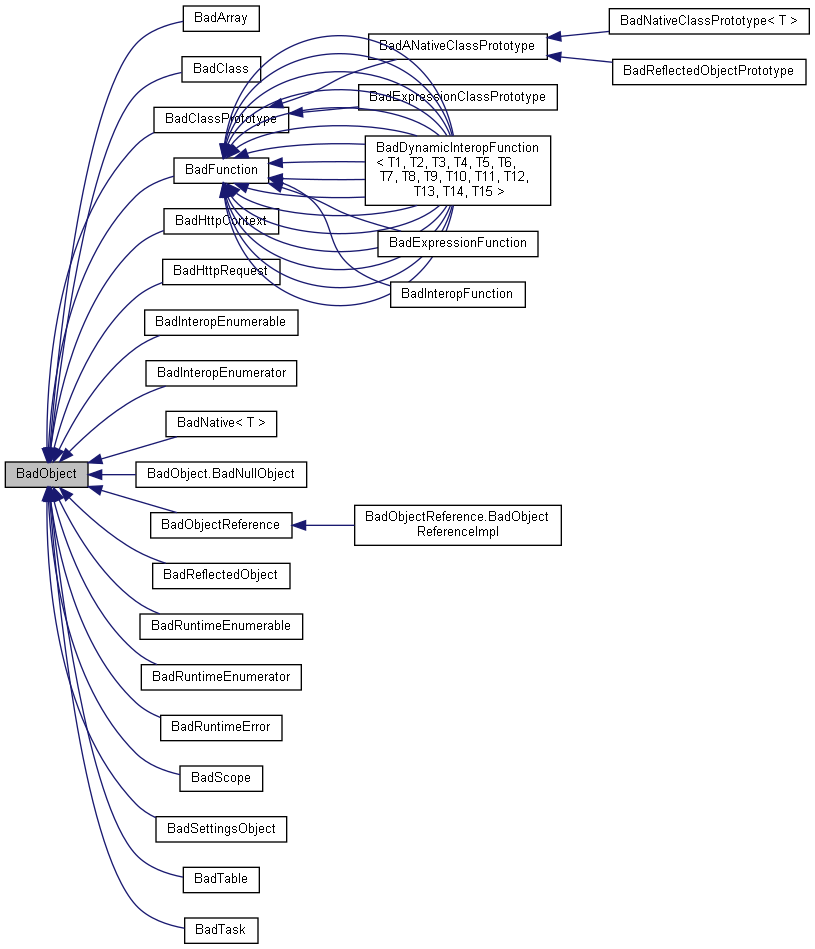 BadArray
BadClass
BadClassPrototype
BadFunction
BadHttpContext
BadHttpRequest
BadInteropEnumerable
BadInteropEnumerator
BadNative< T >
BadObject
BadObject.BadNullObject
BadObjectReference
BadReflectedObject
BadRuntimeEnumerable
BadRuntimeEnumerator
BadRuntimeError
BadScope
BadSettingsObject
BadTable
BadTask
BadANativeClassPrototype
BadExpressionClassPrototype
BadDynamicInteropFunction
< T1, T2, T3, T4, T5, T6,
T7, T8, T9, T10, T11, T12,
T13, T14, T15 >
BadExpressionFunction
BadInteropFunction
BadObjectReference.BadObject
ReferenceImpl
BadNativeClassPrototype< T >
BadReflectedObjectPrototype